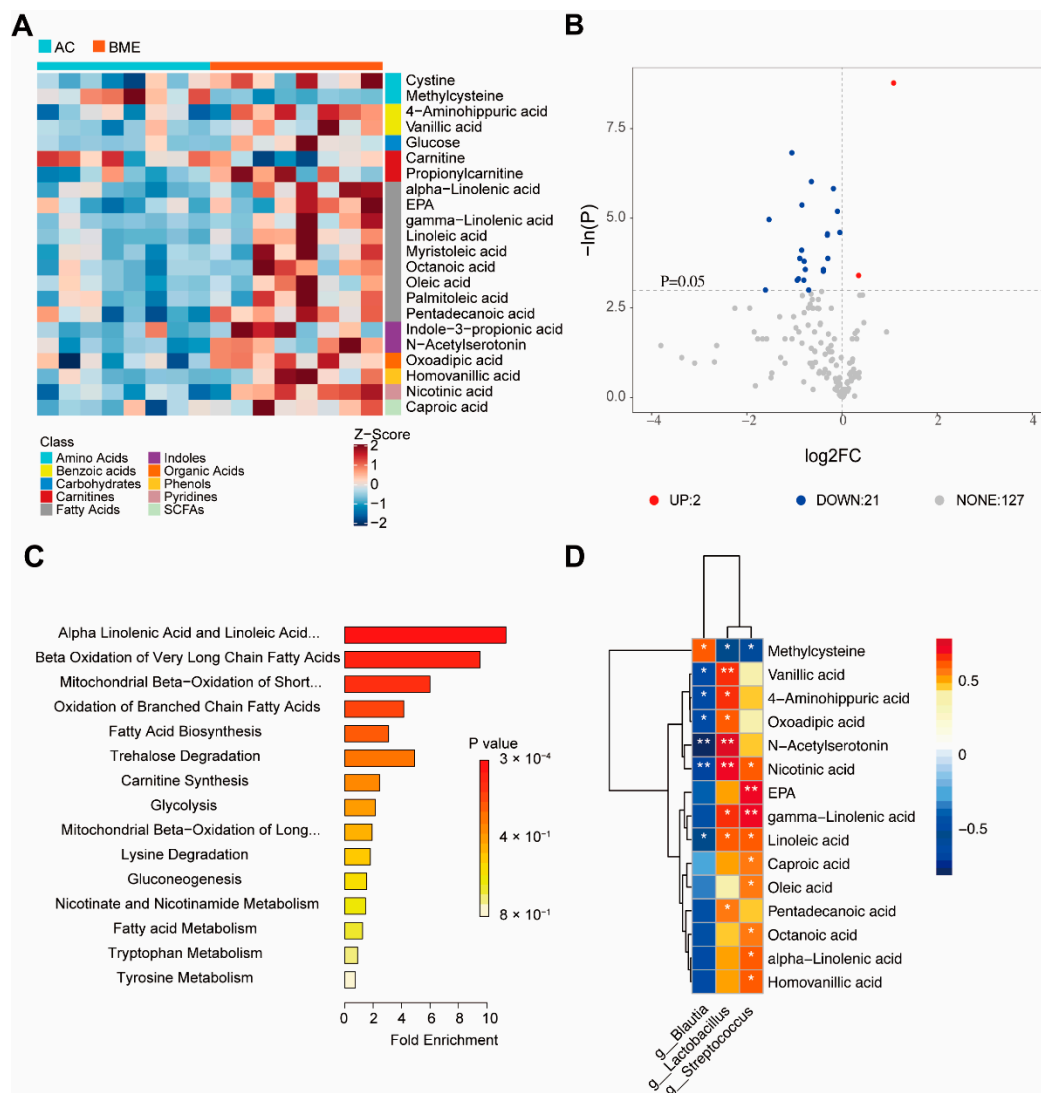 A
AC
BME
Cystine
Methylcysteine
4-Aminohippuric acid
Vanillic acid
Glucose
Carnitine
Propionylcarnitine
alpha-Linolenic acid
EPA
gamma-Linolenic acid
Linoleic acid
Myristoleic acid
Octanoic acid
Oleic acid
Palmitoleic acid
Pentadecanoic acid
Indole-3-propionic acid
N-Acetylserotonin
Oxoadipic acid
Homovanillic acid
Nicotinic acid
Caproic acid
Class
Amino Acids
Benzoic acids
Carbohydrates
Carnitines
Fatty Acids
Indoles
Organic Acids
Phenols
Pyridines
SCFAs
Z-Score
2
1
0
-1
-2
B
-ln(P)
7.5
5.0
2.5
0.0
P=0.05
-4 -2 0 2 4
log2FC
UP:2 DOWN:21 NONE:127
C
Alpha Linolenic Acid and Linoleic Acid...
Beta Oxidation of Very Long Chain Fatty Acids
Mitochondrial Beta-Oxidation of Short...
Oxidation of Branched Chain Fatty Acids
Fatty Acid Biosynthesis
Trehalose Degradation
Carnitine Synthesis
Glycolysis
Mitochondrial Beta-Oxidation of Long...
Lysine Degradation
Gluconeogenesis
Nicotinate and Nicotinamide Metabolism
Fatty acid Metabolism
Tryptophan Metabolism
Tyrosine Metabolism
0 2 4 6 8 10
Fold Enrichment
P value
3 × 10⁻⁴
4 × 10⁻¹
8 × 10⁻¹
D
* * * Methylcysteine
* ** Vanillic acid
* * 4-Aminohippuric acid
* * Oxoadipic acid
** ** N-Acetylserotonin
** ** * Nicotinic acid
** EPA
* ** gamma-Linolenic acid
* * * Linoleic acid
* Caproic acid
* Oleic acid
* Pentadecanoic acid
* Octanoic acid
* alpha-Linolenic acid
* Homovanillic acid
g__Blautia
g__Lactobacillus
g__Streptococcus
0.5
0
-0.5